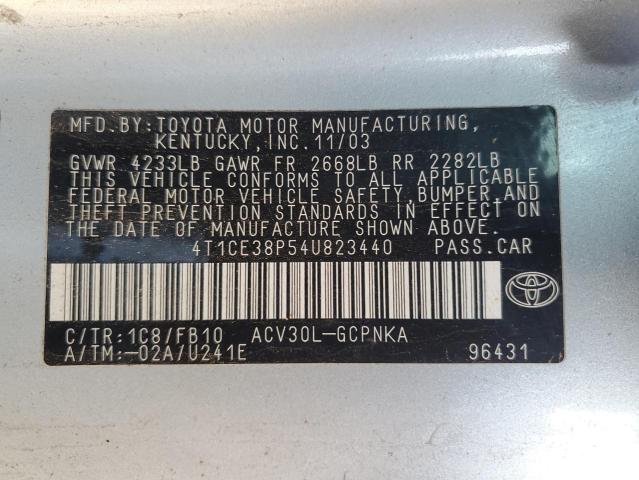 MFD.BY:TOYOTA MOTOR MANUFACTURING,
KENTUCKY,INC.11/03
GVWR 4233LB GAWR FR 2668LB RR 2282LB
THIS VEHICLE CONFORMS TO ALL APPLICABLE
FEDERAL MOTOR VEHICLE SAFETY,BUMPER,AND
THEFT PREVENTION STANDARDS IN EFFECT ON
THE DATE OF MANUFACTURE SHOWN ABOVE.
4T1CE38P54U823440 PASS.CAR
C/TR:1C8/FB10 ACV30L-GCPNKA
A/TM:-02A/U241E 96431